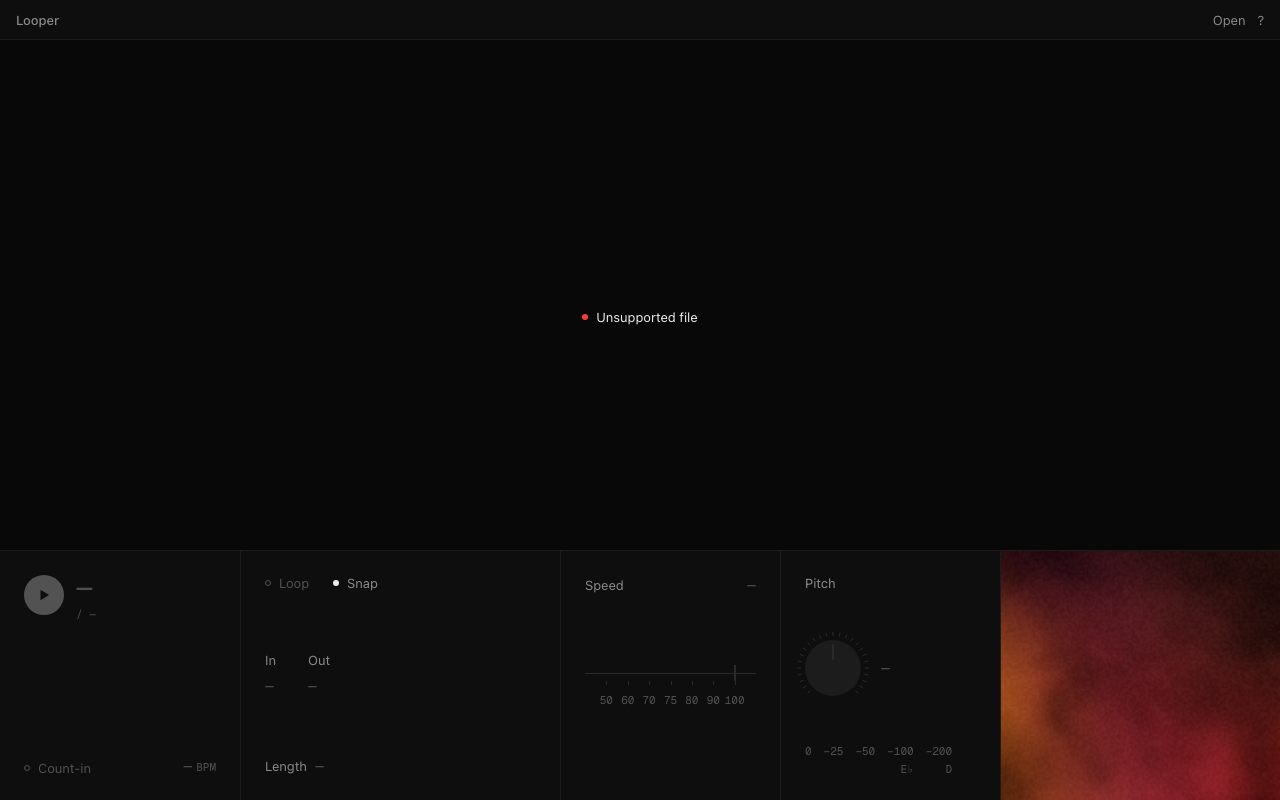 Looper
Open ?
Unsupported file
—
/ –
Count-in
— BPM
Loop Snap
In Out
— —
Length —
Speed —
50 60 70 75 80 90 100
Pitch
—
0 −25 −50 −100 −200
E♭ D